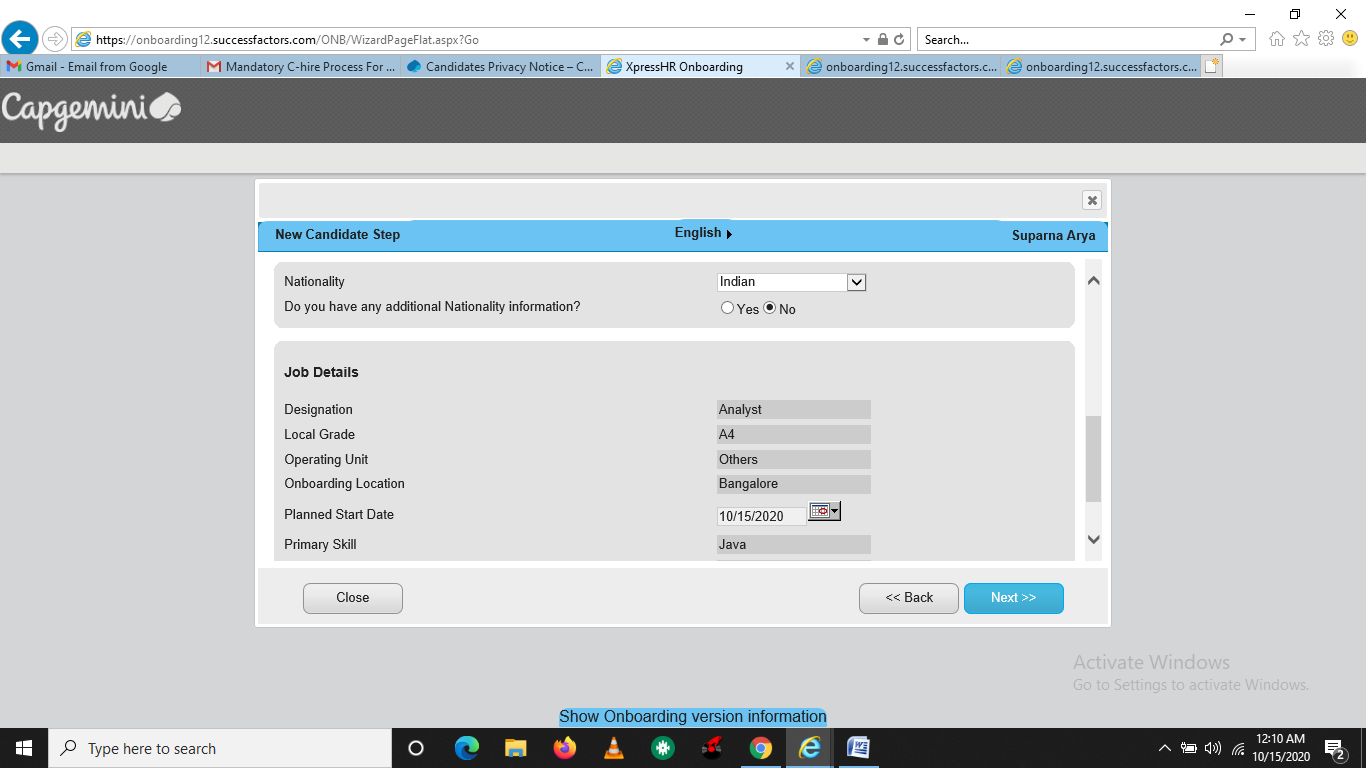 https://onboarding12.successfactors.com/ONB/WizardPageFlat.aspx?Go
Search...
Gmail - Email from Google
Mandatory C-hire Process For ...
Candidates Privacy Notice – C...
XpressHR Onboarding
onboarding12.successfactors.c...
onboarding12.successfactors.c...
Capgemini
New Candidate Step
English
Suparna Arya
Nationality
Indian
Do you have any additional Nationality information?
Yes
No
Job Details
Designation
Analyst
Local Grade
A4
Operating Unit
Others
Onboarding Location
Bangalore
Planned Start Date
10/15/2020
Primary Skill
Java
Close
<< Back
Next >>
Activate Windows
Go to Settings to activate Windows.
Show Onboarding version information
Type here to search
12:10 AM
10/15/2020
2